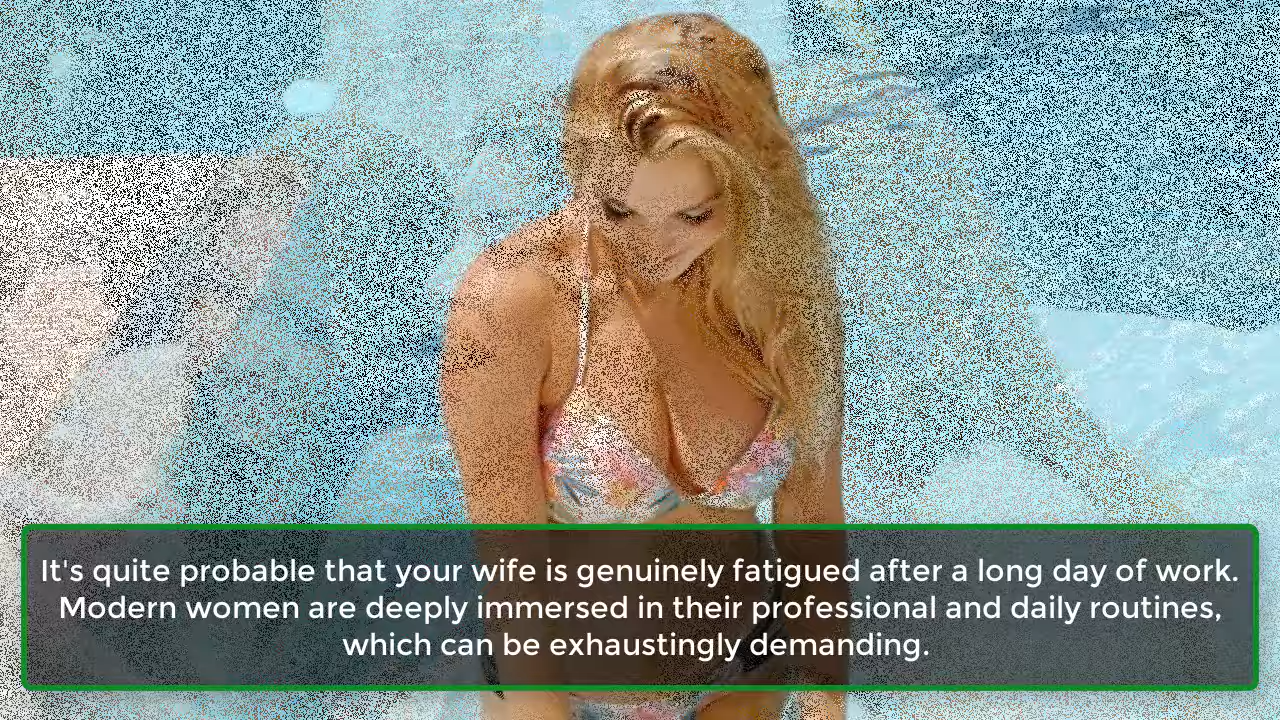 It's quite probable that your wife is genuinely fatigued after a long day of work.
Modern women are deeply immersed in their professional and daily routines,
which can be exhaustingly demanding.